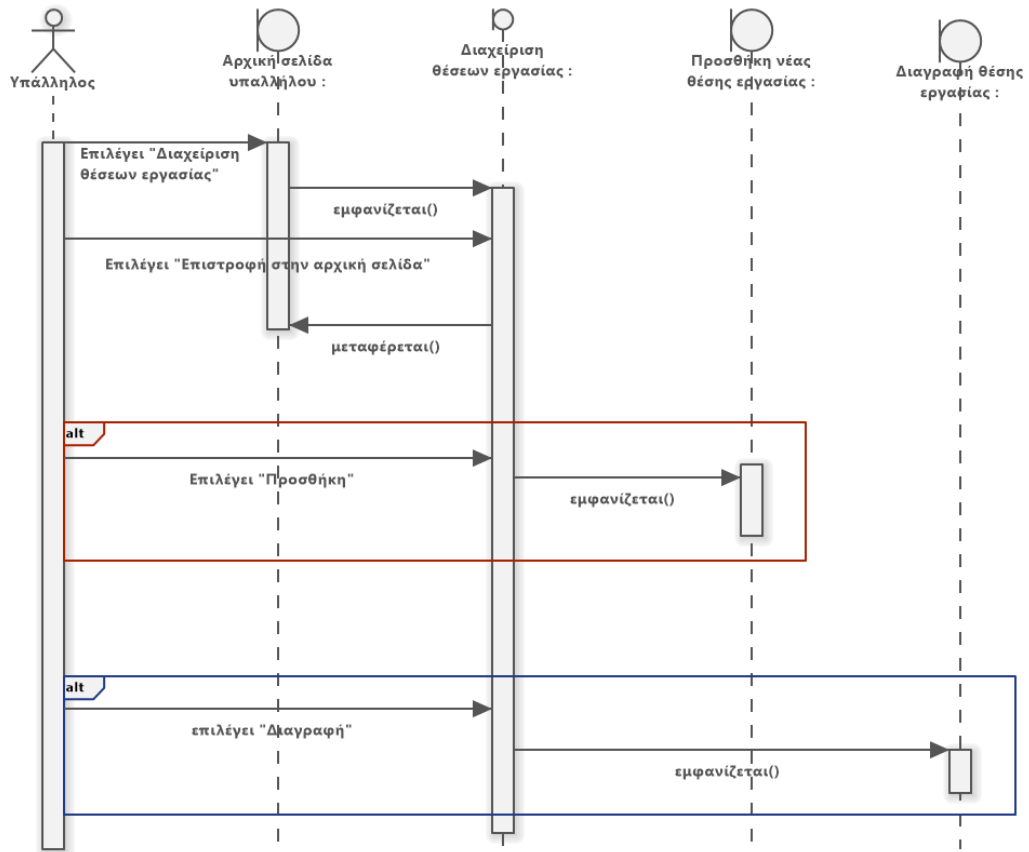 Υπάλληλος
Αρχική σελίδα
υπαλλήλου :
Διαχείριση
θέσεων εργασίας :
Προσθήκη νέας
θέσης εργασίας :
Διαγραφή θέσης
εργασίας :
Επιλέγει "Διαχείριση
θέσεων εργασίας"
εμφανίζεται()
Επιλέγει "Επιστροφή στην αρχική σελίδα"
μεταφέρεται()
alt
Επιλέγει "Προσθήκη"
εμφανίζεται()
alt
επιλέγει "Διαγραφή"
εμφανίζεται()